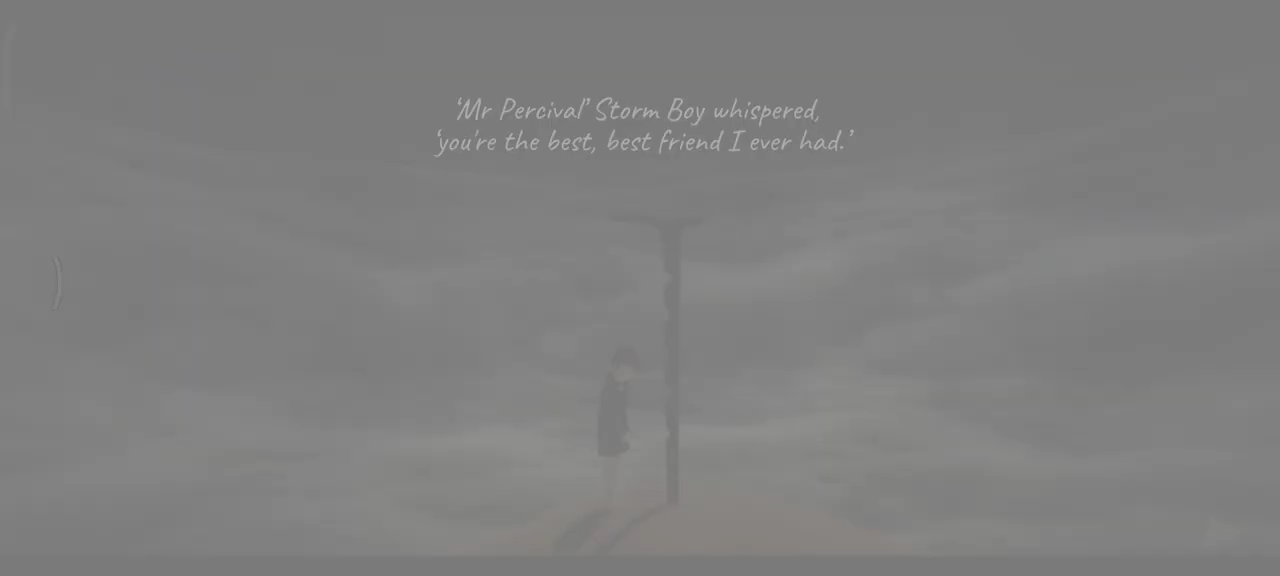 ‘Mr Percival’ Storm Boy whispered,
‘you're the best, best friend I ever had.’